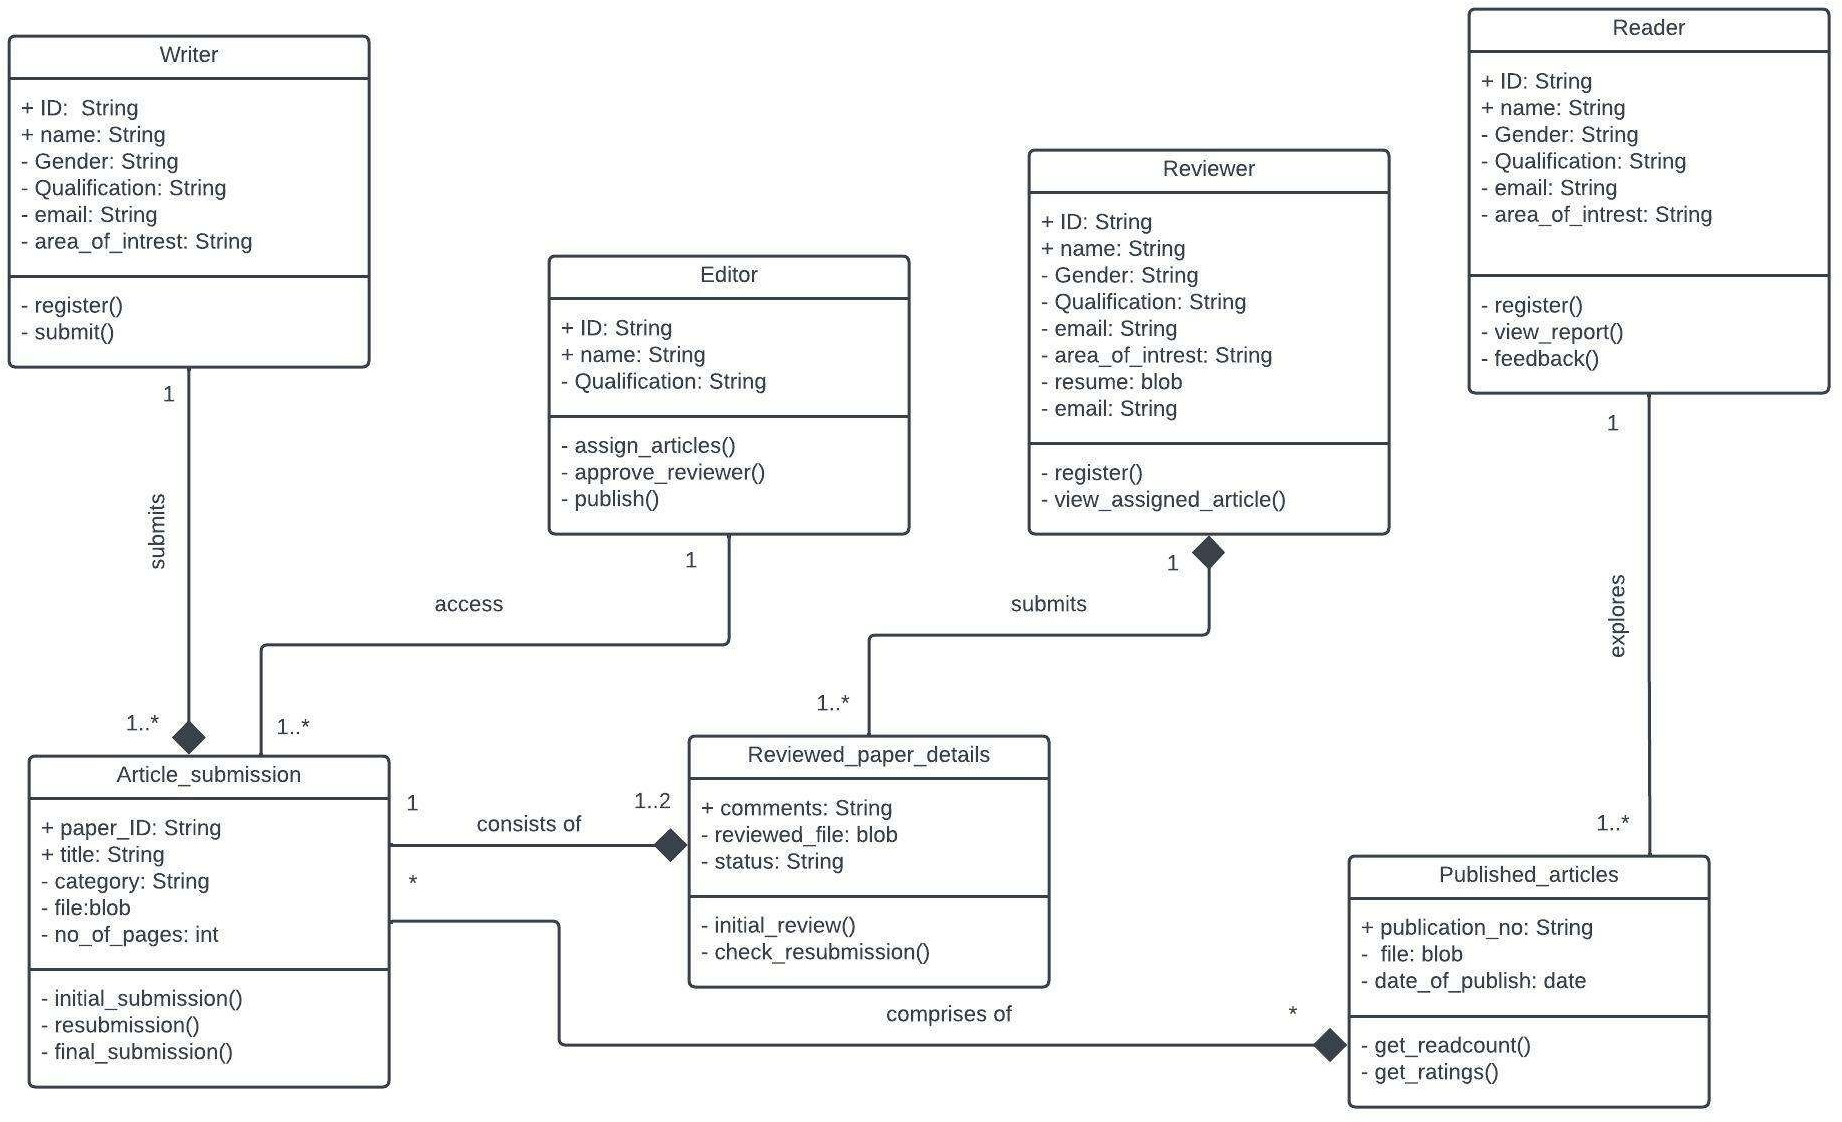 Writer
+ ID:  String
+ name: String
- Gender: String
- Qualification: String
- email: String
- area_of_intrest: String
- register()
- submit()
1
submits
1..*
Editor
+ ID: String
+ name: String
- Qualification: String
- assign_articles()
- approve_reviewer()
- publish()
1
access
1..*
Reviewer
+ ID: String
+ name: String
- Gender: String
- Qualification: String
- email: String
- area_of_intrest: String
- resume: blob
- email: String
- register()
- view_assigned_article()
1
submits
1..*
Reader
+ ID: String
+ name: String
- Gender: String
- Qualification: String
- email: String
- area_of_intrest: String
- register()
- view_report()
- feedback()
1
explores
1..*
Article_submission
+ paper_ID: String
+ title: String
- category: String
- file:blob
- no_of_pages: int
- initial_submission()
- resubmission()
- final_submission()
1
consists of
1..2
*
comprises of
*
Reviewed_paper_details
+ comments: String
- reviewed_file: blob
- status: String
- initial_review()
- check_resubmission()
Published_articles
+ publication_no: String
-  file: blob
- date_of_publish: date
- get_readcount()
- get_ratings()